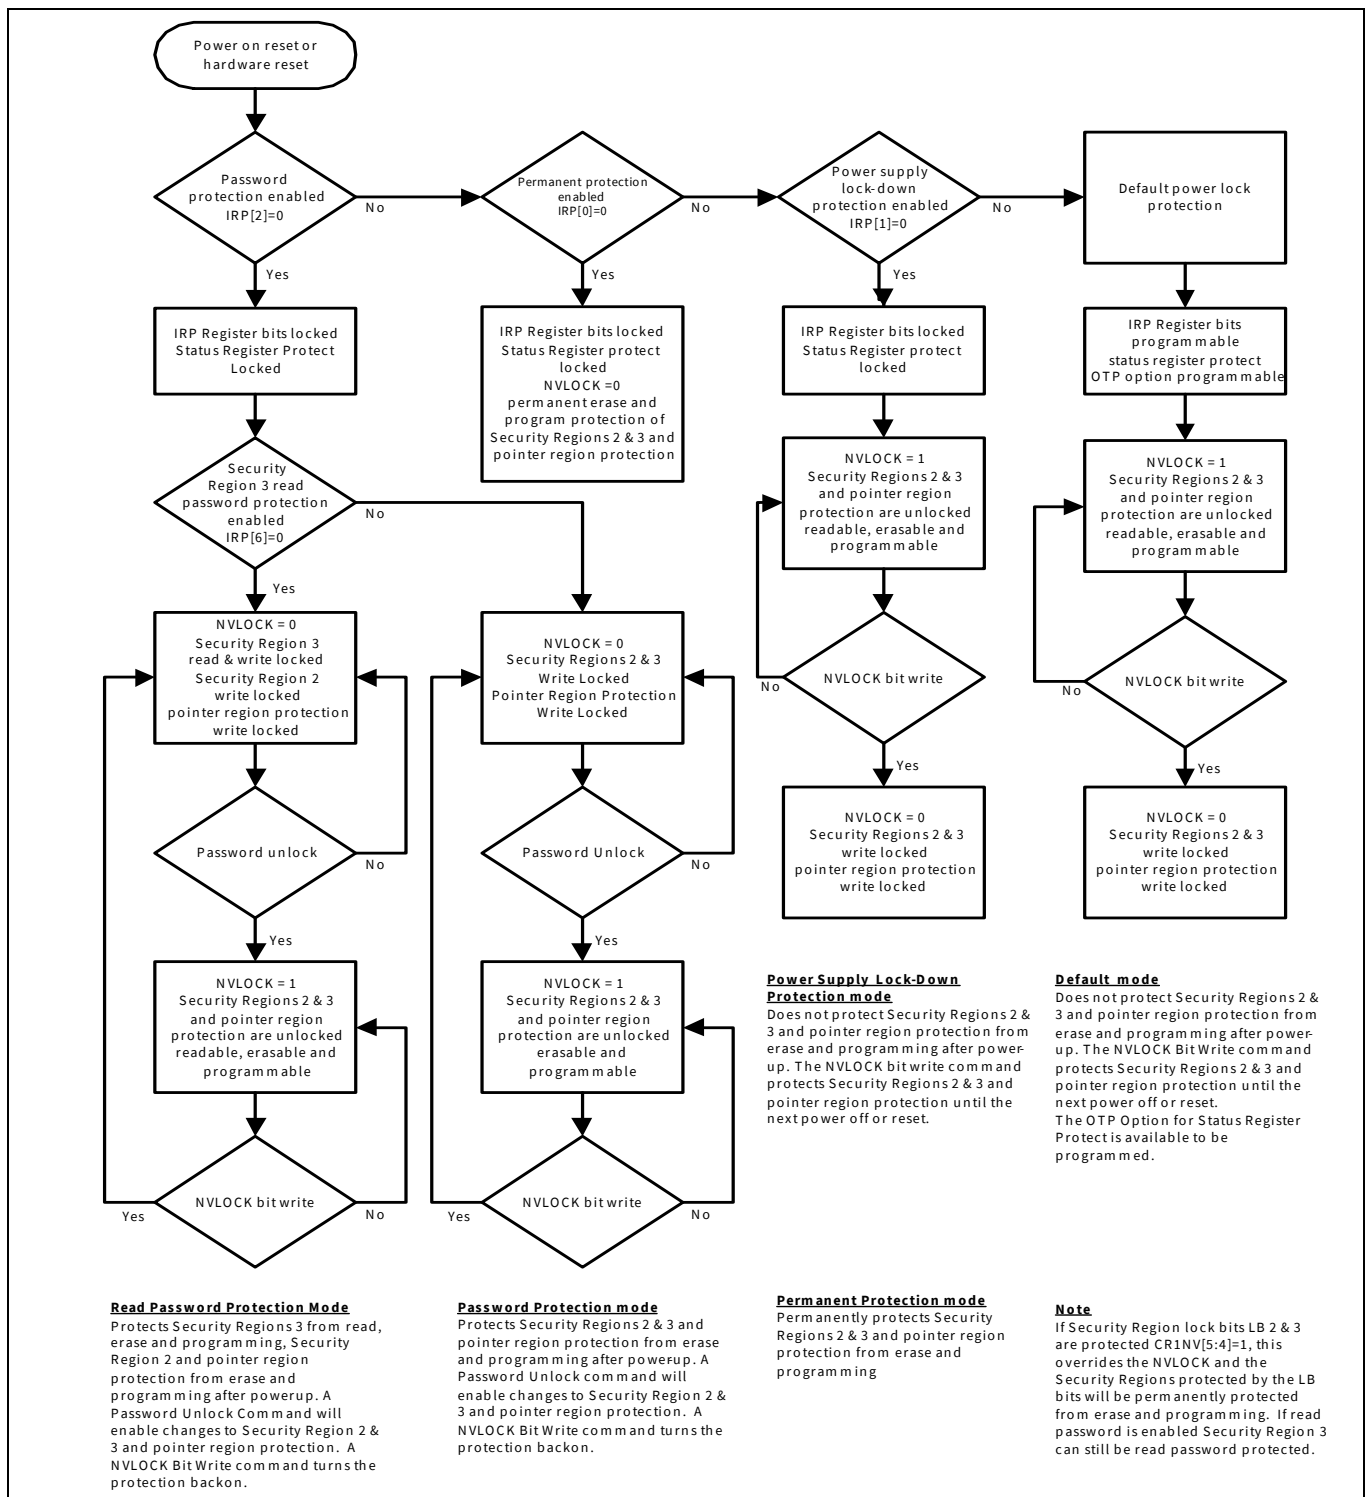 Power on reset or
hardware reset
Password
protection enabled
IRP[2]=0
No
Yes
Permanent protection
enabled
IRP[0]=0
No
Yes
Power supply
lock-down
protection enabled
IRP[1]=0
No
Yes
Default power lock
protection
IRP Register bits locked
Status Register Protect
Locked
IRP Register bits locked
Status Register protect
locked
NVLOCK =0
permanent erase and
program protection of
Security Regions 2 & 3 and
pointer region protection
IRP Register bits locked
Status Register protect
locked
IRP Register bits
programmable
status register protect
OTP option programmable
Security
Region 3 read
password protection
enabled
IRP[6]=0
No
Yes
NVLOCK = 1
Security Regions 2 & 3
and pointer region
protection are unlocked
readable, erasable and
programmable
NVLOCK = 1
Security Regions 2 & 3
and pointer region
protection are unlocked
readable, erasable and
programmable
NVLOCK = 0
Security Region 3
read & write locked
Security Region 2
write locked
pointer region protection
write locked
NVLOCK = 0
Security Regions 2 & 3
Write Locked
Pointer Region Protection
Write Locked
NVLOCK bit write
No
Yes
NVLOCK bit write
No
Yes
Password unlock
No
Yes
Password Unlock
No
Yes
NVLOCK = 0
Security Regions 2 & 3
write locked
pointer region protection
write locked
NVLOCK = 0
Security Regions 2 & 3
write locked
pointer region protection
write locked
NVLOCK = 1
Security Regions 2 & 3
and pointer region
protection are unlocked
readable, erasable and
programmable
NVLOCK = 1
Security Regions 2 & 3
and pointer region
protection are unlocked
erasable and
programmable
NVLOCK bit write
Yes
No
NVLOCK bit write
Yes
No
Power Supply Lock-Down
Protection mode
Does not protect Security Regions 2 &
3 and pointer region protection from
erase and programming after power-
up. The NVLOCK bit write command
protects Security Regions 2 & 3 and
pointer region protection until the
next power off or reset.
Default mode
Does not protect Security Regions 2 &
3 and pointer region protection from
erase and programming after power-
up. The NVLOCK Bit Write command
protects Security Regions 2 & 3 and
pointer region protection until the
next power off or reset.
The OTP Option for Status Register
Protect is available to be
programmed.
Read Password Protection Mode
Protects Security Regions 3 from read,
erase and programming, Security
Region 2 and pointer region
protection from erase and
programming after powerup. A
Password Unlock Command will
enable changes to Security Region 2 &
3 and pointer region protection. A
NVLOCK Bit Write command turns the
protection backon.
Password Protection mode
Protects Security Regions 2 & 3 and
pointer region protection from erase
and programming after powerup. A
Password Unlock command will
enable changes to Security Region 2 &
3 and pointer region protection. A
NVLOCK Bit Write command turns the
protection backon.
Permanent Protection mode
Permanently protects Security
Regions 2 & 3 and pointer region
protection from erase and
programming
Note
If Security Region lock bits LB 2 & 3
are protected CR1NV[5:4]=1, this
overrides the NVLOCK and the
Security Regions protected by the LB
bits will be permanently protected
from erase and programming. If read
password is enabled Security Region 3
can still be read password protected.